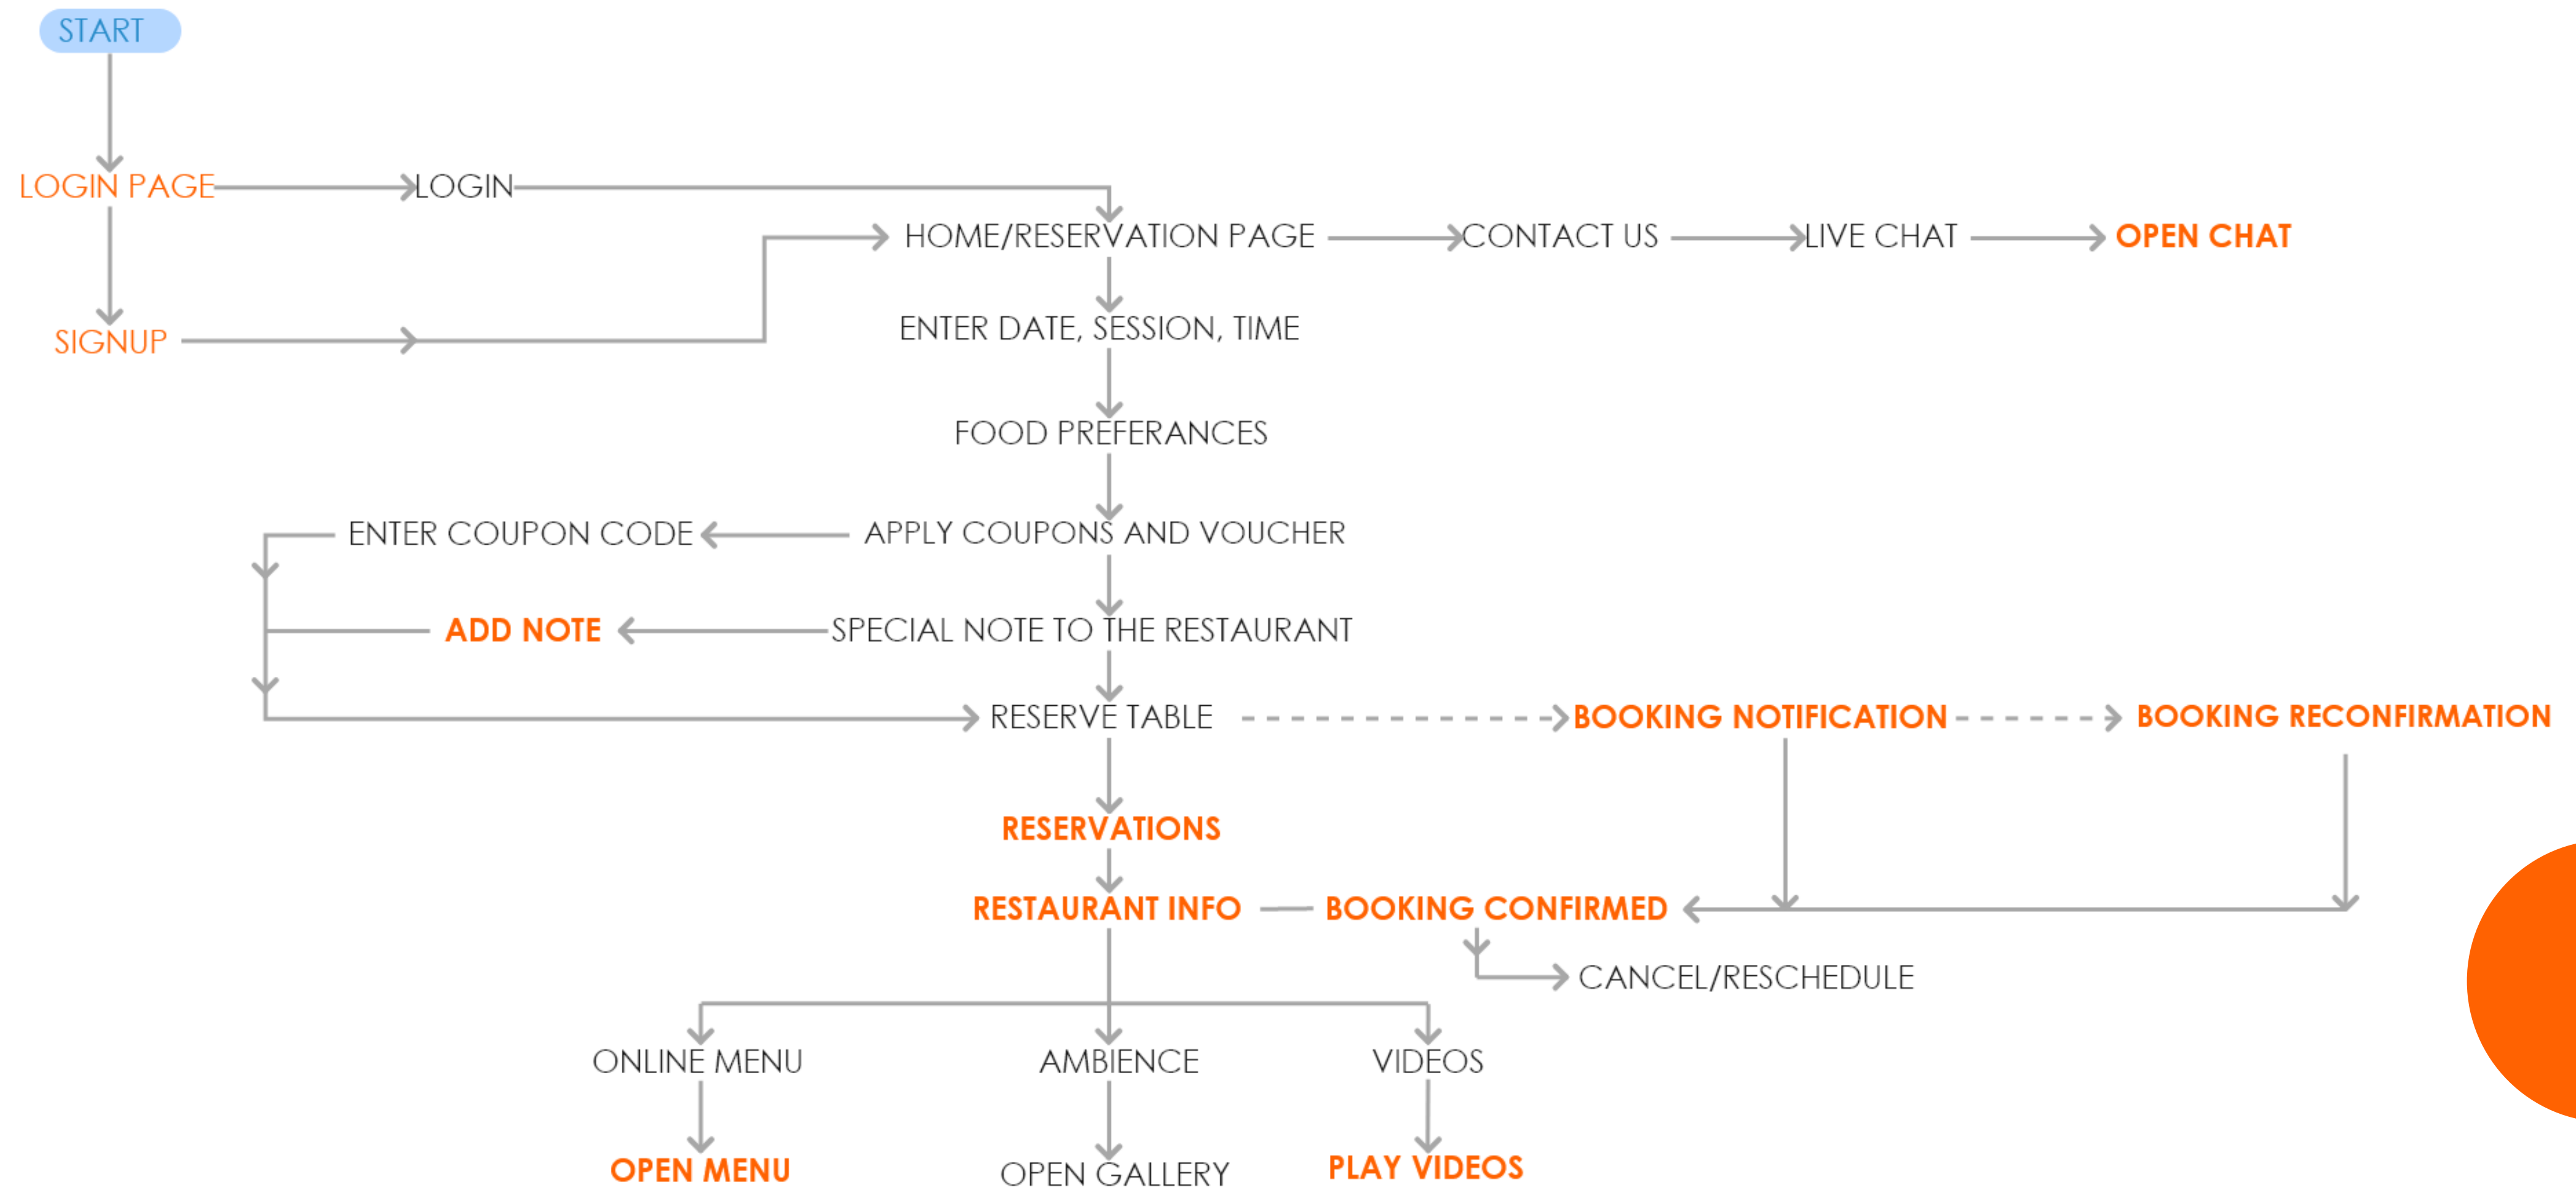 START
LOGIN PAGE
LOGIN
HOME/RESERVATION PAGE
CONTACT US
LIVE CHAT
OPEN CHAT
SIGNUP
ENTER DATE, SESSION, TIME
FOOD PREFERANCES
ENTER COUPON CODE
APPLY COUPONS AND VOUCHER
ADD NOTE
SPECIAL NOTE TO THE RESTAURANT
RESERVE TABLE
BOOKING NOTIFICATION
BOOKING RECONFIRMATION
RESERVATIONS
RESTAURANT INFO
BOOKING CONFIRMED
CANCEL/RESCHEDULE
ONLINE MENU
AMBIENCE
VIDEOS
OPEN MENU
OPEN GALLERY
PLAY VIDEOS